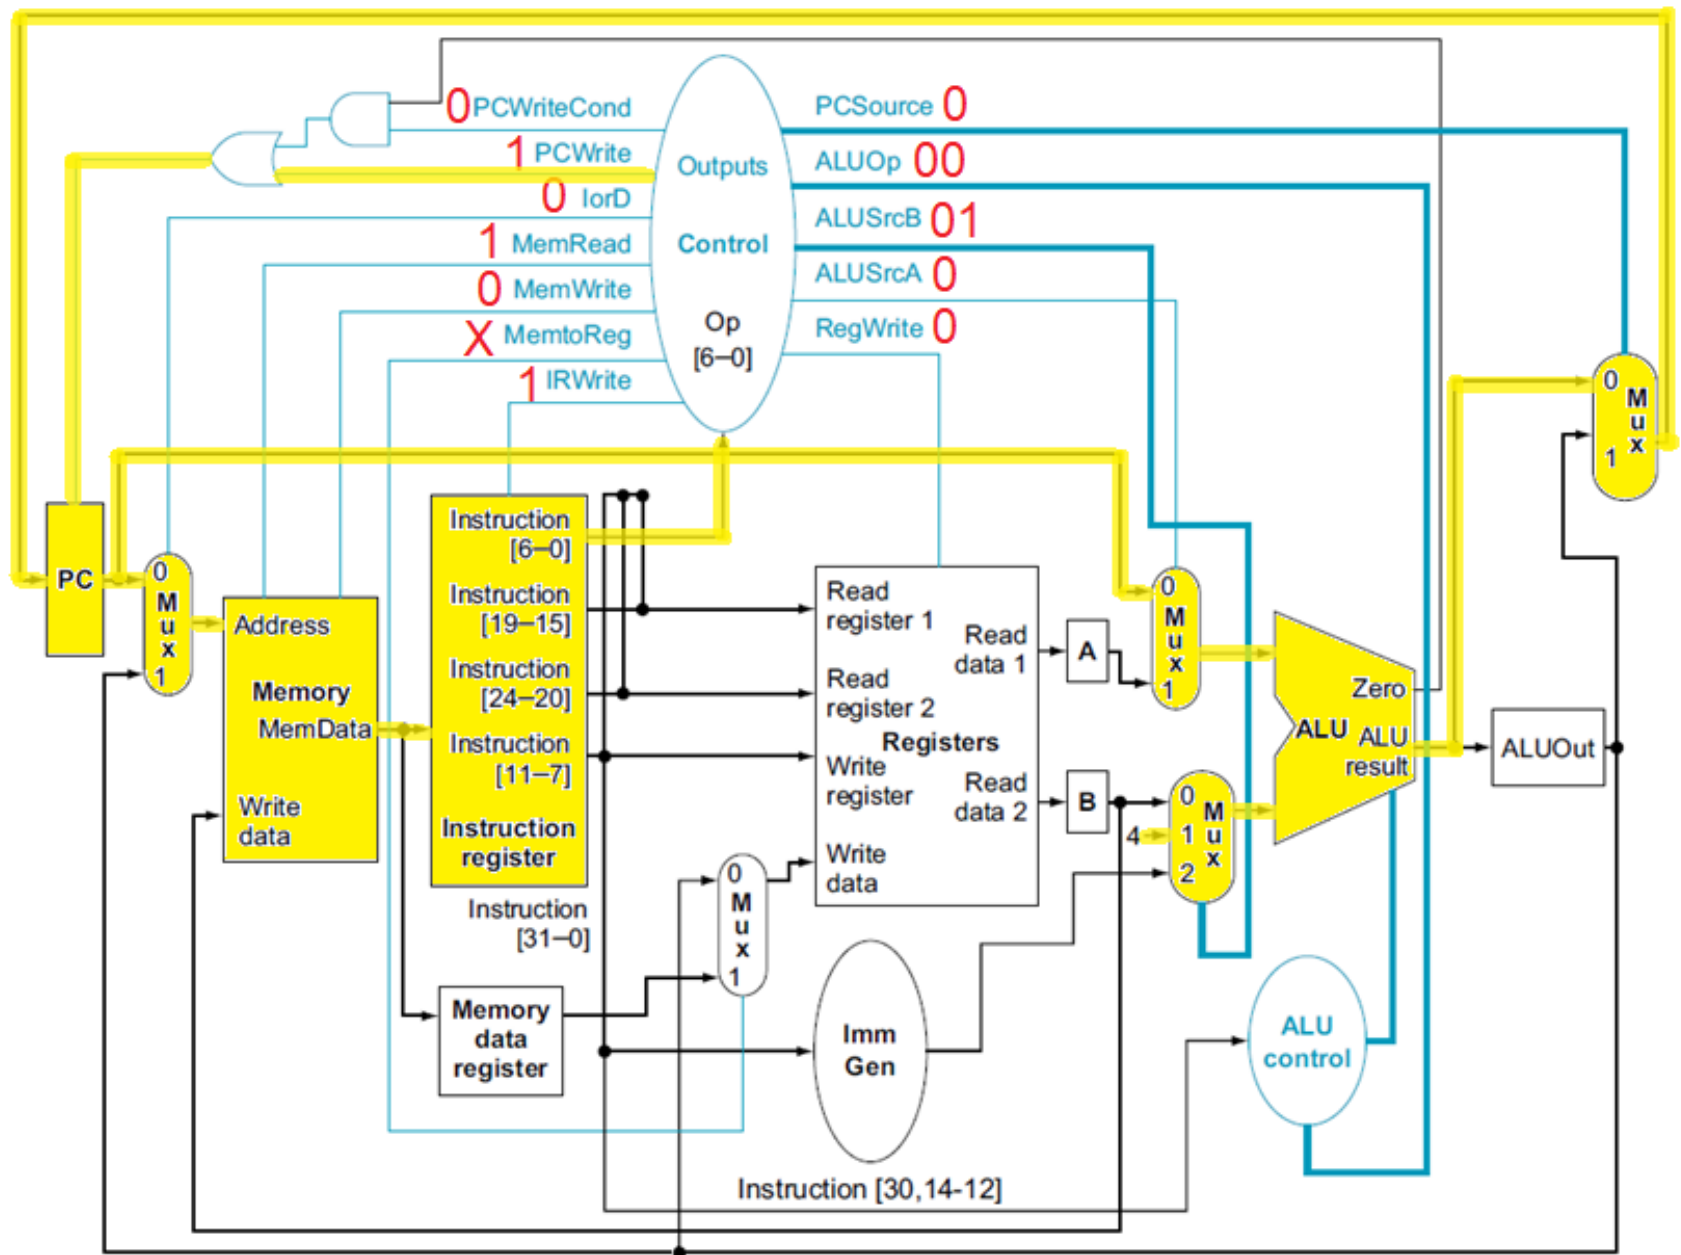 0 PCWriteCond
1 PCWrite
0 IorD
1 MemRead
0 MemWrite
X MemtoReg
1 IRWrite
Outputs
Control
Op
[6–0]
PCSource 0
ALUOp 00
ALUSrcB 01
ALUSrcA 0
RegWrite 0
PC
0
Mux
1
Address
Memory
MemData
Write
data
Instruction
[6–0]
Instruction
[19–15]
Instruction
[24–20]
Instruction
[11–7]
Instruction
register
Instruction
[31–0]
Memory
data
register
0
Mux
1
Read
register 1
Read
register 2
Registers
Write
register
Write
data
Read
data 1
Read
data 2
A
B
0
Mux
1
4
0
1
2
Mux
Imm
Gen
Zero
ALU
ALU
result
ALUOut
0
Mux
1
ALU
control
Instruction [30,14-12]